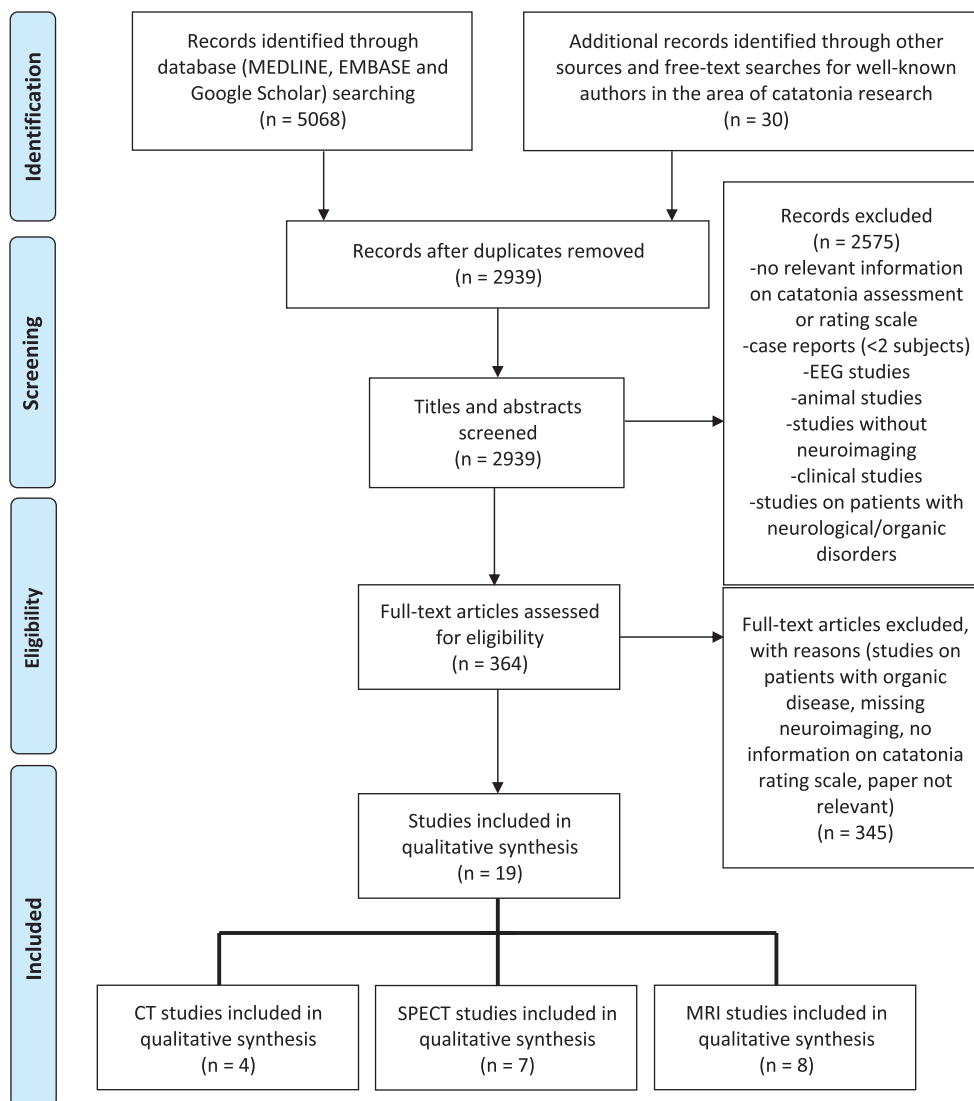 Identification
Records identified through
database (MEDLINE, EMBASE and
Google Scholar) searching
(n = 5068)
Additional records identified through other
sources and free-text searches for well-known
authors in the area of catatonia research
(n = 30)
Screening
Records after duplicates removed
(n = 2939)
Records excluded
(n = 2575)
-no relevant information
on catatonia assessment
or rating scale
-case reports (<2 subjects)
-EEG studies
-animal studies
-studies without
neuroimaging
-clinical studies
-studies on patients with
neurological/organic
disorders
Titles and abstracts
screened
(n = 2939)
Eligibility
Full-text articles assessed
for eligibility
(n = 364)
Full-text articles excluded,
with reasons (studies on
patients with organic
disease, missing
neuroimaging, no
information on catatonia
rating scale, paper not
relevant)
(n = 345)
Included
Studies included in
qualitative synthesis
(n = 19)
CT studies included in
qualitative synthesis
(n = 4)
SPECT studies included in
qualitative synthesis
(n = 7)
MRI studies included in
qualitative synthesis
(n = 8)